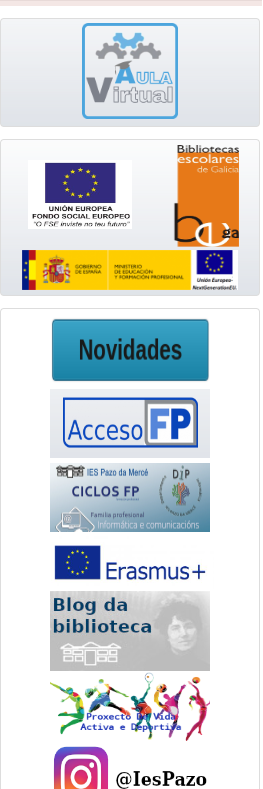 AULA
Virtual
Bibliotecas
escolares
de Galicia
UNIÓN EUROPEA
FONDO SOCIAL EUROPEO
"O FSE inviste no teu futuro"
be ga
GOBIERNO
DE ESPAÑA
MINISTERIO
DE EDUCACIÓN
Y FORMACIÓN PROFESIONAL
Unión Europea-
NextGenerationEU
Novidades
Acceso FP
IES Pazo da Mercé
CICLOS FP
Familia profesional
Informática e comunicacións
Erasmus+
Blog da
biblioteca
Proxecto De Vida
Activa e Deportiva
@IesPazo